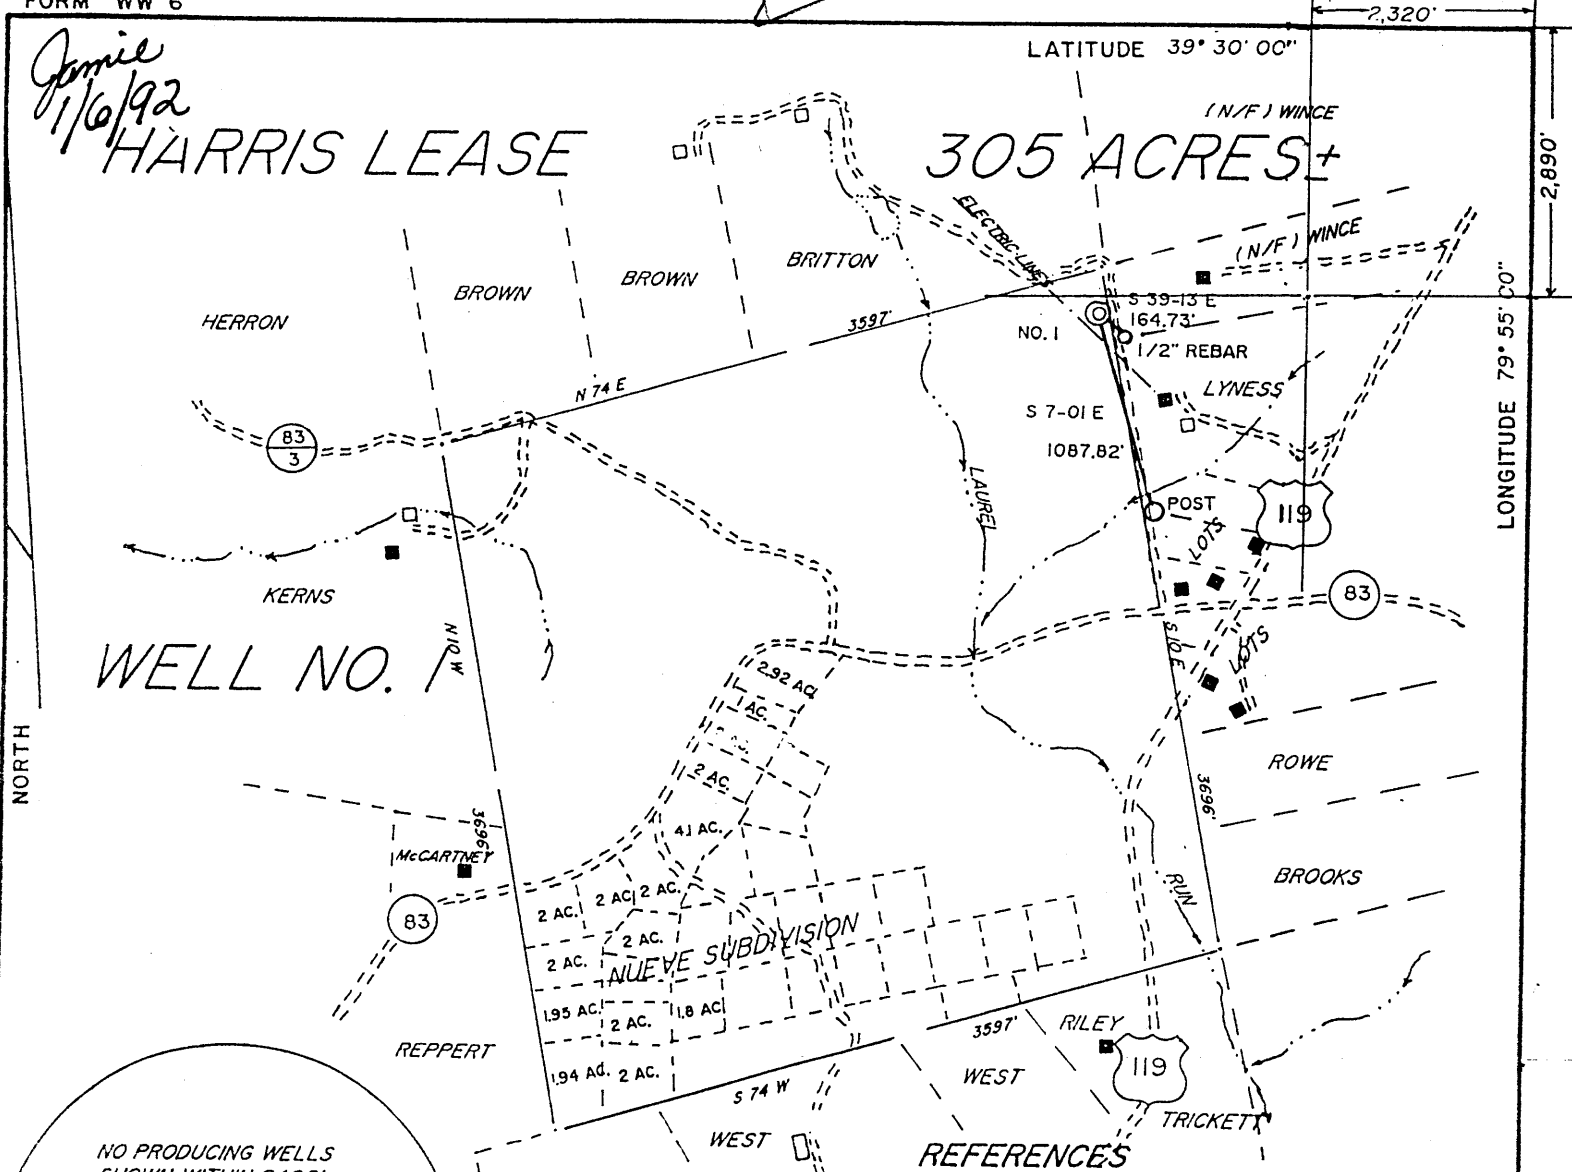 FORM WW 6
2,320'
Jamie
1/6/92
LATITUDE 39° 30' 00"
(N/F) WINCE
HARRIS LEASE
305 ACRES±
2,890'
ELECTRIC LINES
(N/F) WINCE
BRITTON
BROWN
BROWN
HERRON
3597'
S 39-13 E
164.73'
NO. 1
1/2" REBAR
LONGITUDE 79° 55' 00"
N 74 E
LYNESS
S 7-01 E
83
3
1087.82'
LAUREL
POST
119
LOTS
KERNS
83
N 10 W
S 10 E
LOTS
WELL NO. 1
2.92 AC.
1 AC.
NORTH
2 AC.
ROWE
3696'
3696'
4.1 AC.
McCARTNEY
BROOKS
RUN
2 AC.
2 AC.
2 AC.
83
2 AC.
NUEVE SUBDIVISION
2 AC.
1.95 AC.
2 AC.
1.8 AC.
3597'
RILEY
REPPERT
119
1.94 AC.
2 AC.
WEST
S 74 W
TRICKETT
WEST
NO PRODUCING WELLS
REFERENCES